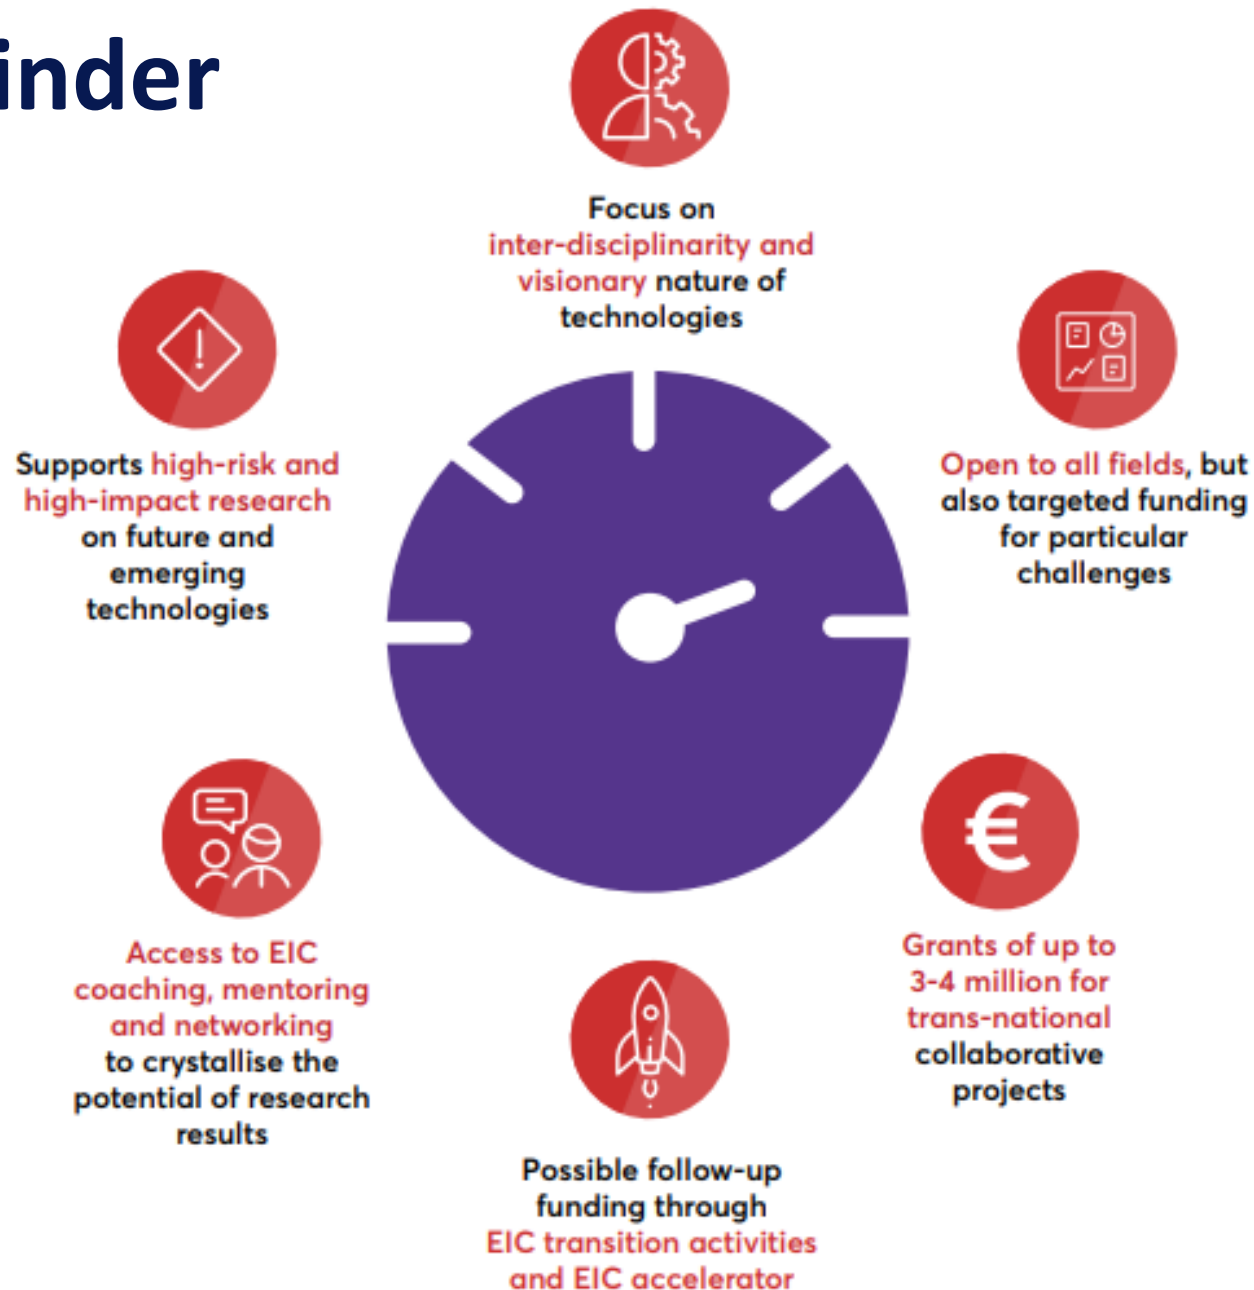 inder
Focus on
inter-disciplinarity and
visionary nature of
technologies
Supports high-risk and
high-impact research
on future and
emerging
technologies
Open to all fields, but
also targeted funding
for particular
challenges
Access to EIC
coaching, mentoring
and networking
to crystallise the
potential of research
results
€
Grants of up to
3-4 million for
trans-national
collaborative
projects
Possible follow-up
funding through
EIC transition activities
and EIC accelerator